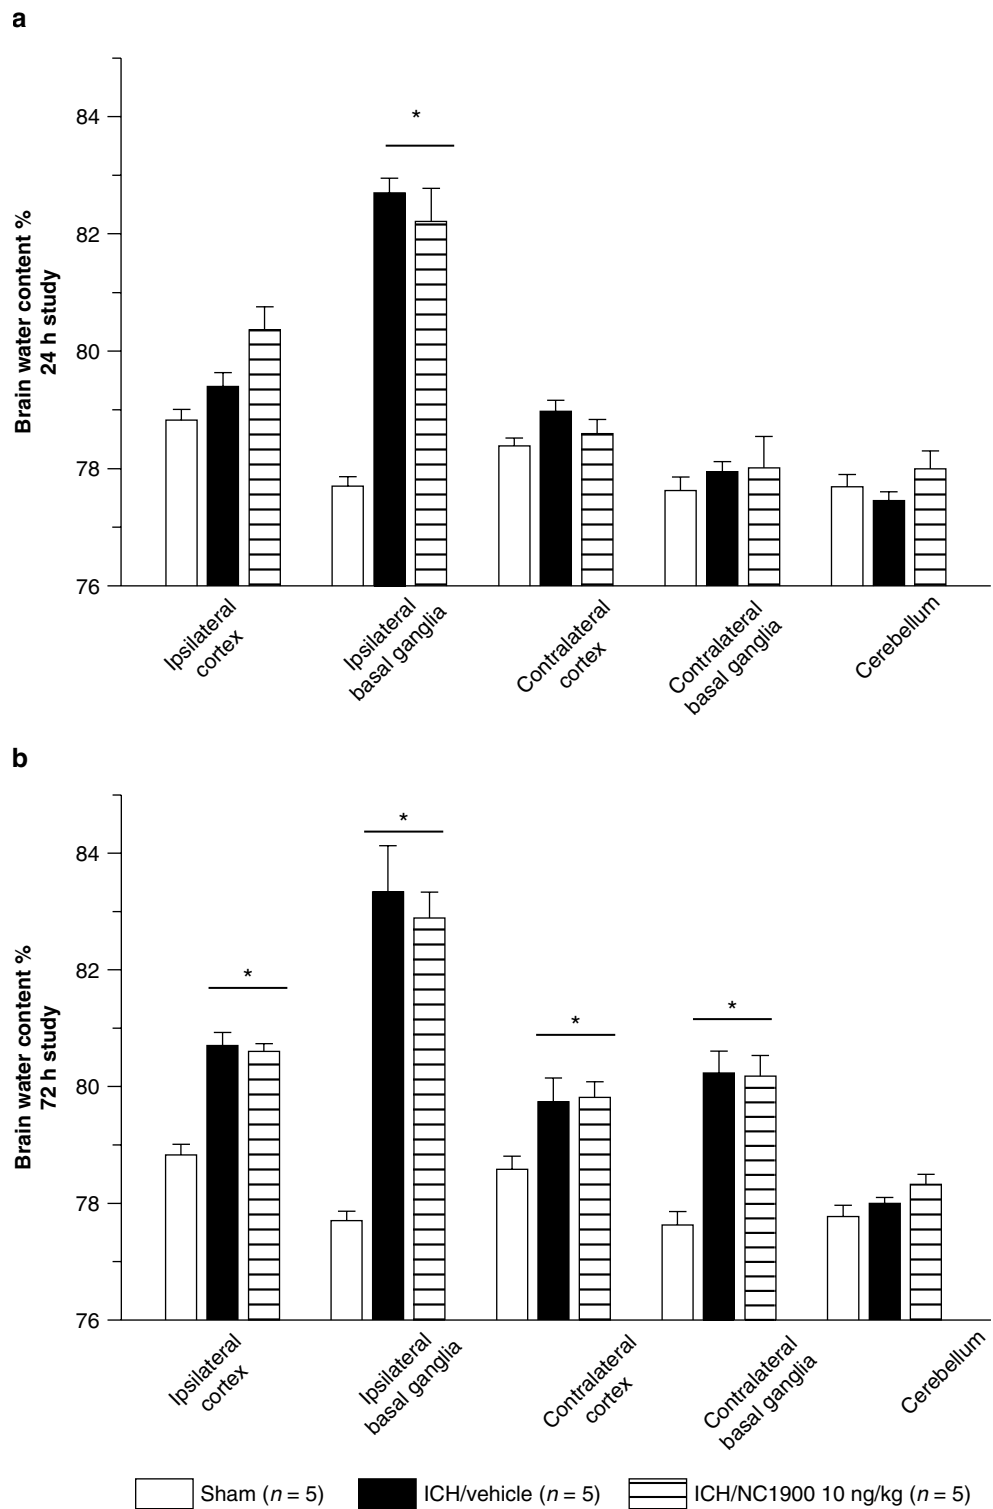 a
Brain water content %
24 h study
84
82
80
78
76
*
Ipsilateral
cortex
Ipsilateral
basal ganglia
Contralateral
cortex
Contralateral
basal ganglia
Cerebellum
b
Brain water content %
72 h study
84
82
80
78
76
*
*
*
*
Ipsilateral
cortex
Ipsilateral
basal ganglia
Contralateral
cortex
Contralateral
basal ganglia
Cerebellum
Sham (n = 5) ICH/vehicle (n = 5) ICH/NC1900 10 ng/kg (n = 5)